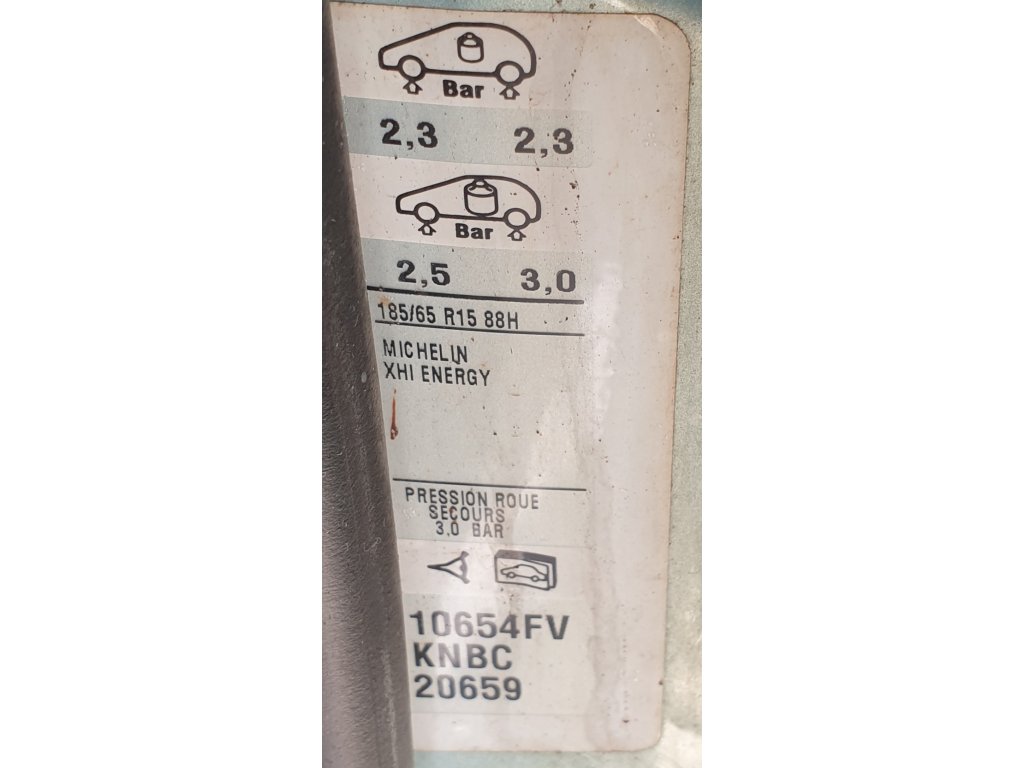 Bar
2,3 2,3
Bar
2,5 3,0
185/65 R15 88H
MICHELIN
XHI ENERGY
PRESSION ROUE
SECOURS
3,0 BAR
10654FV
KNBC
20659